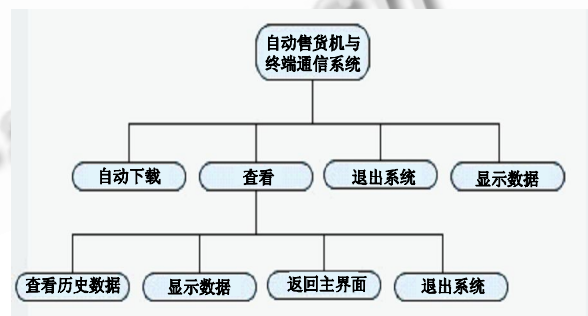 自动售货机与
终端通信系统
自动下载
查看
退出系统
显示数据
查看历史数据
显示数据
返回主界面
退出系统